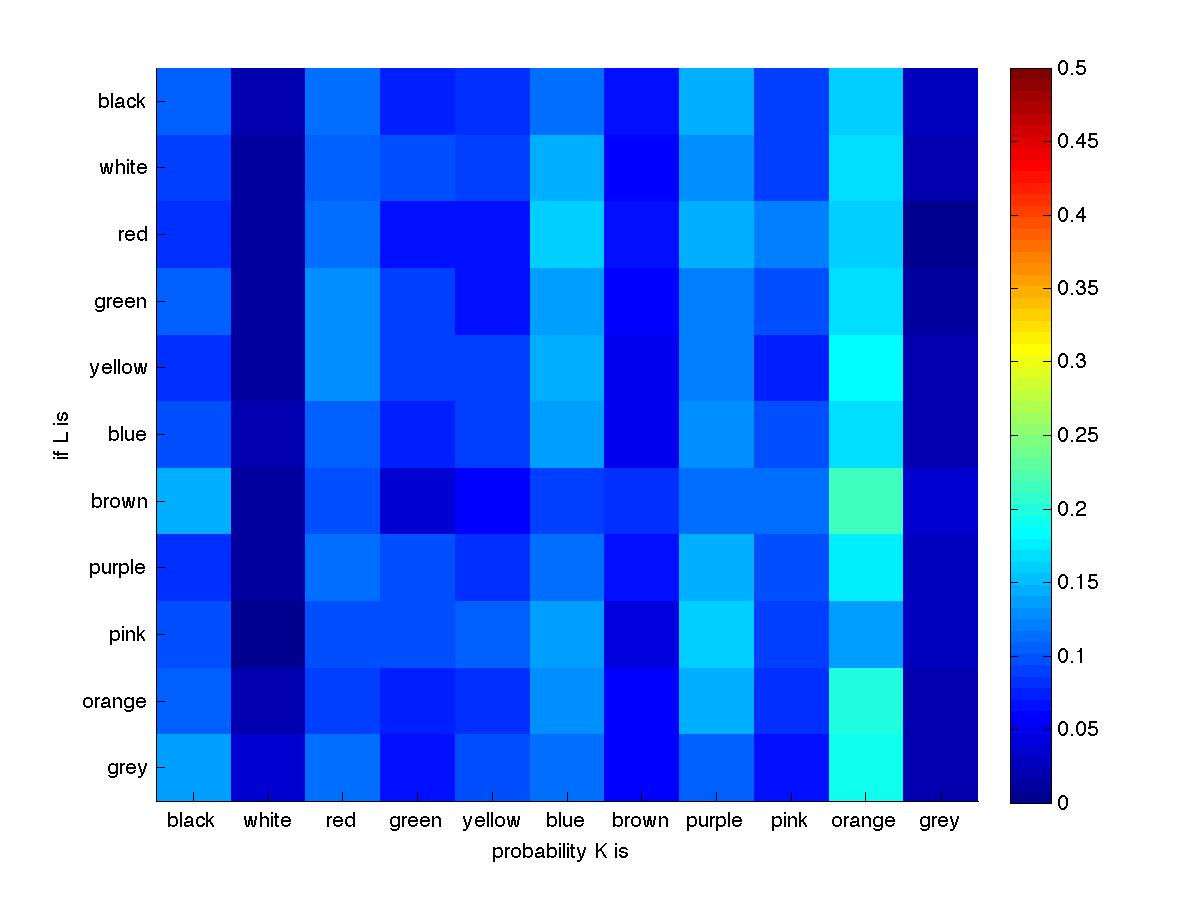 black
white
red
green
yellow
blue
brown
purple
pink
orange
grey
if L is
black white red green yellow blue brown purple pink orange grey
probability K is
0.5
0.45
0.4
0.35
0.3
0.25
0.2
0.15
0.1
0.05
0